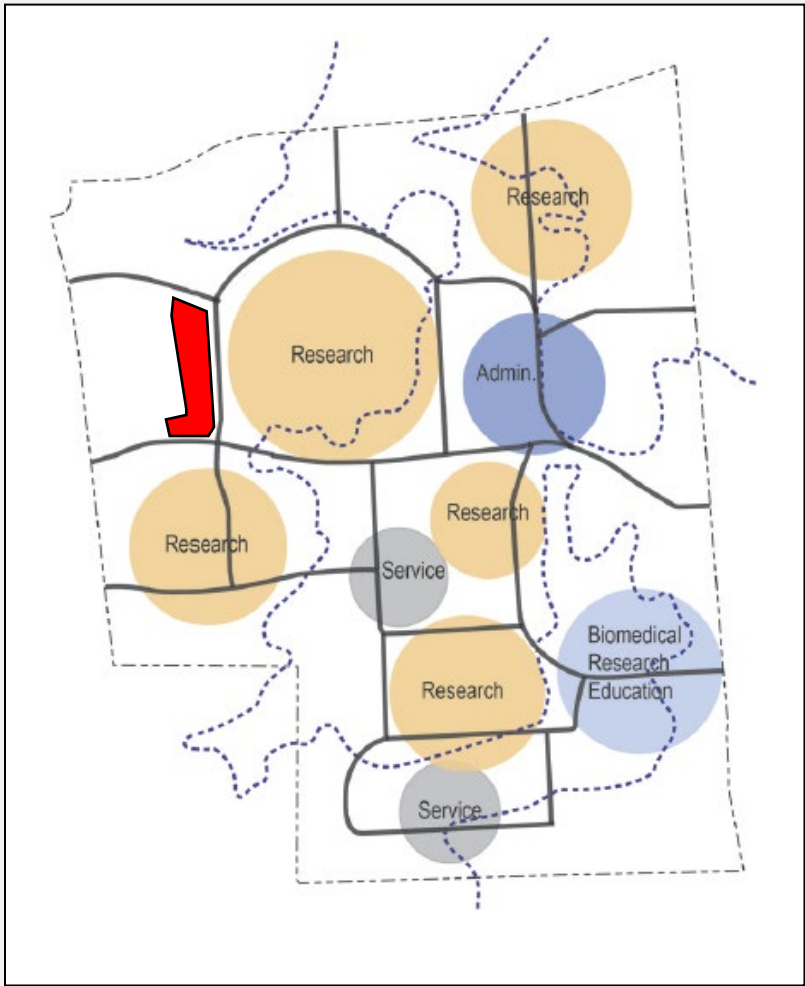 Research
Research
Admin.
Research
Research
Service
Biomedical
Research
Education
Research
Service